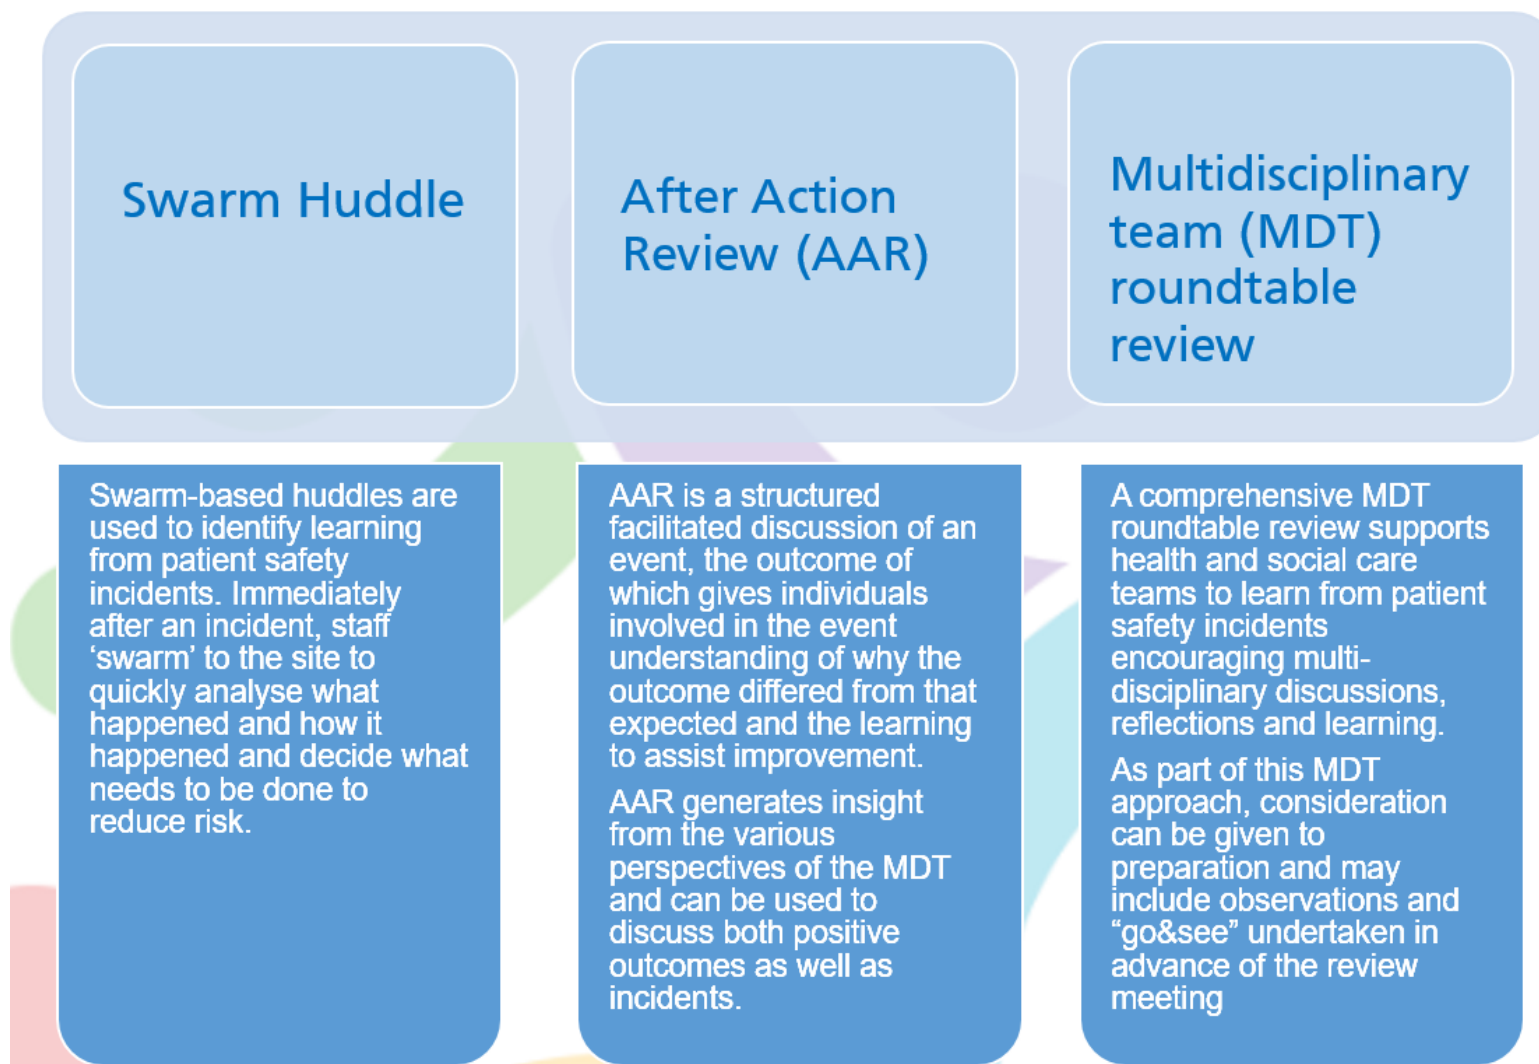 Swarm Huddle
After Action
Review (AAR)
Multidisciplinary
team (MDT)
roundtable
review
Swarm-based huddles are
used to identify learning
from patient safety
incidents. Immediately
after an incident, staff
‘swarm’ to the site to
quickly analyse what
happened and how it
happened and decide what
needs to be done to
reduce risk.
AAR is a structured
facilitated discussion of an
event, the outcome of
which gives individuals
involved in the event
understanding of why the
outcome differed from that
expected and the learning
to assist improvement.
AAR generates insight
from the various
perspectives of the MDT
and can be used to
discuss both positive
outcomes as well as
incidents.
A comprehensive MDT
roundtable review supports
health and social care
teams to learn from patient
safety incidents
encouraging multi-
disciplinary discussions,
reflections and learning.
As part of this MDT
approach, consideration
can be given to
preparation and may
include observations and
“go&see” undertaken in
advance of the review
meeting